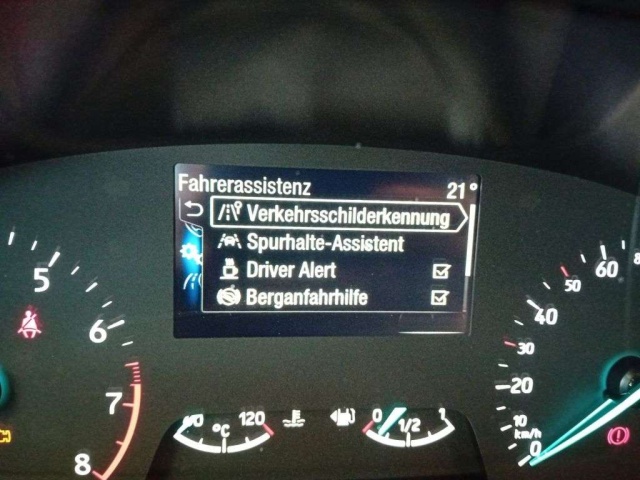 Fahrerassistenz 21°
Verkehrsschilderkennung
Spurhalte-Assistent
Driver Alert
Berganfahrhilfe
5
6
7
8
120
°C
0 1/2 1
0
10
20
30
40
50
60
km/h